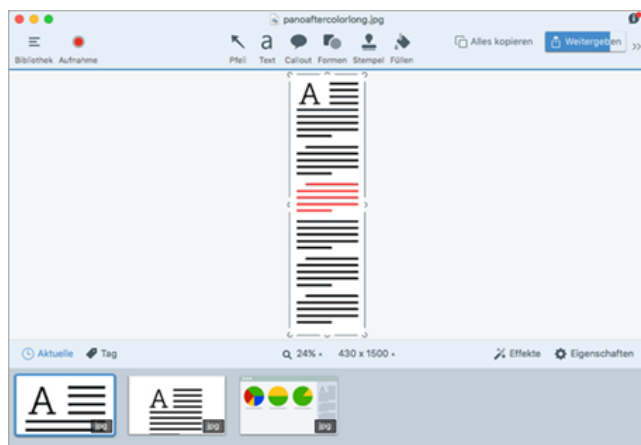 panoaftercolorlong.jpg
Bibliothek Aufnahme Pfeil Text Callout Formen Stempel Füllen Alles kopieren Weitergeben
A
Aktuelle Tag 24% 430 x 1500 Effekte Eigenschaften
A A
jpg jpg jpg